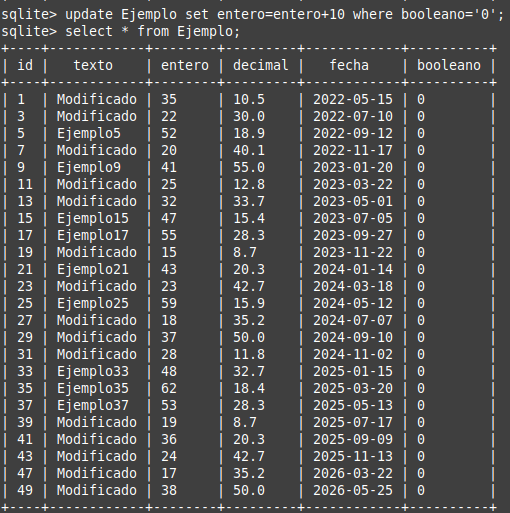 sqlite> update Ejemplo set entero=entero+10 where booleano='0';
sqlite> select * from Ejemplo;
+----+------------+--------+---------+------------+----------+
| id | texto | entero | decimal | fecha | booleano |
+----+------------+--------+---------+------------+----------+
| 1 | Modificado | 35 | 10.5 | 2022-05-15 | 0 |
| 3 | Modificado | 22 | 30.0 | 2022-07-10 | 0 |
| 5 | Ejemplo5 | 52 | 18.9 | 2022-09-12 | 0 |
| 7 | Modificado | 20 | 40.1 | 2022-11-17 | 0 |
| 9 | Ejemplo9 | 41 | 55.0 | 2023-01-20 | 0 |
| 11 | Modificado | 25 | 12.8 | 2023-03-22 | 0 |
| 13 | Modificado | 32 | 33.7 | 2023-05-01 | 0 |
| 15 | Ejemplo15 | 47 | 15.4 | 2023-07-05 | 0 |
| 17 | Ejemplo17 | 55 | 28.3 | 2023-09-27 | 0 |
| 19 | Modificado | 15 | 8.7 | 2023-11-22 | 0 |
| 21 | Ejemplo21 | 43 | 20.3 | 2024-01-14 | 0 |
| 23 | Modificado | 23 | 42.7 | 2024-03-18 | 0 |
| 25 | Ejemplo25 | 59 | 15.9 | 2024-05-12 | 0 |
| 27 | Modificado | 18 | 35.2 | 2024-07-07 | 0 |
| 29 | Modificado | 37 | 50.0 | 2024-09-10 | 0 |
| 31 | Modificado | 28 | 11.8 | 2024-11-02 | 0 |
| 33 | Ejemplo33 | 48 | 32.7 | 2025-01-15 | 0 |
| 35 | Ejemplo35 | 62 | 18.4 | 2025-03-20 | 0 |
| 37 | Ejemplo37 | 53 | 28.3 | 2025-05-13 | 0 |
| 39 | Modificado | 19 | 8.7 | 2025-07-17 | 0 |
| 41 | Modificado | 36 | 20.3 | 2025-09-09 | 0 |
| 43 | Modificado | 24 | 42.7 | 2025-11-13 | 0 |
| 47 | Modificado | 17 | 35.2 | 2026-03-22 | 0 |
| 49 | Modificado | 38 | 50.0 | 2026-05-25 | 0 |
+----+------------+--------+---------+------------+----------+